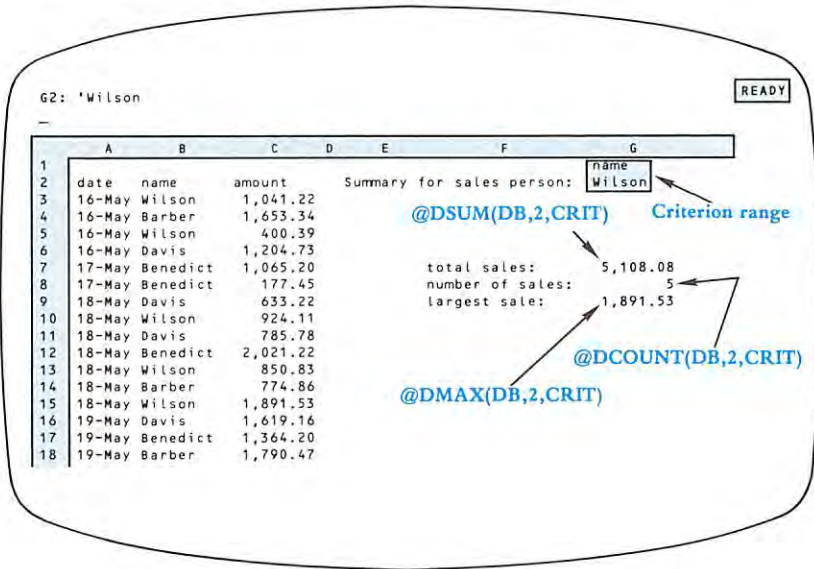 G2: 'Wilson
READY
A B C D E F G
1 name
2 date name amount Summary for sales person: Wilson
3 16-May Wilson 1,041.22
4 16-May Barber 1,653.34 @DSUM(DB,2,CRIT) Criterion range
5 16-May Wilson 400.39
6 16-May Davis 1,204.73
7 17-May Benedict 1,065.20 total sales: 5,108.08
8 17-May Benedict 177.45 number of sales: 5
9 18-May Davis 633.22 largest sale: 1,891.53
10 18-May Wilson 924.11
11 18-May Davis 785.78
12 18-May Benedict 2,021.22 @DCOUNT(DB,2,CRIT)
13 18-May Wilson 850.83
14 18-May Barber 774.86 @DMAX(DB,2,CRIT)
15 18-May Wilson 1,891.53
16 19-May Davis 1,619.16
17 19-May Benedict 1,364.20
18 19-May Barber 1,790.47